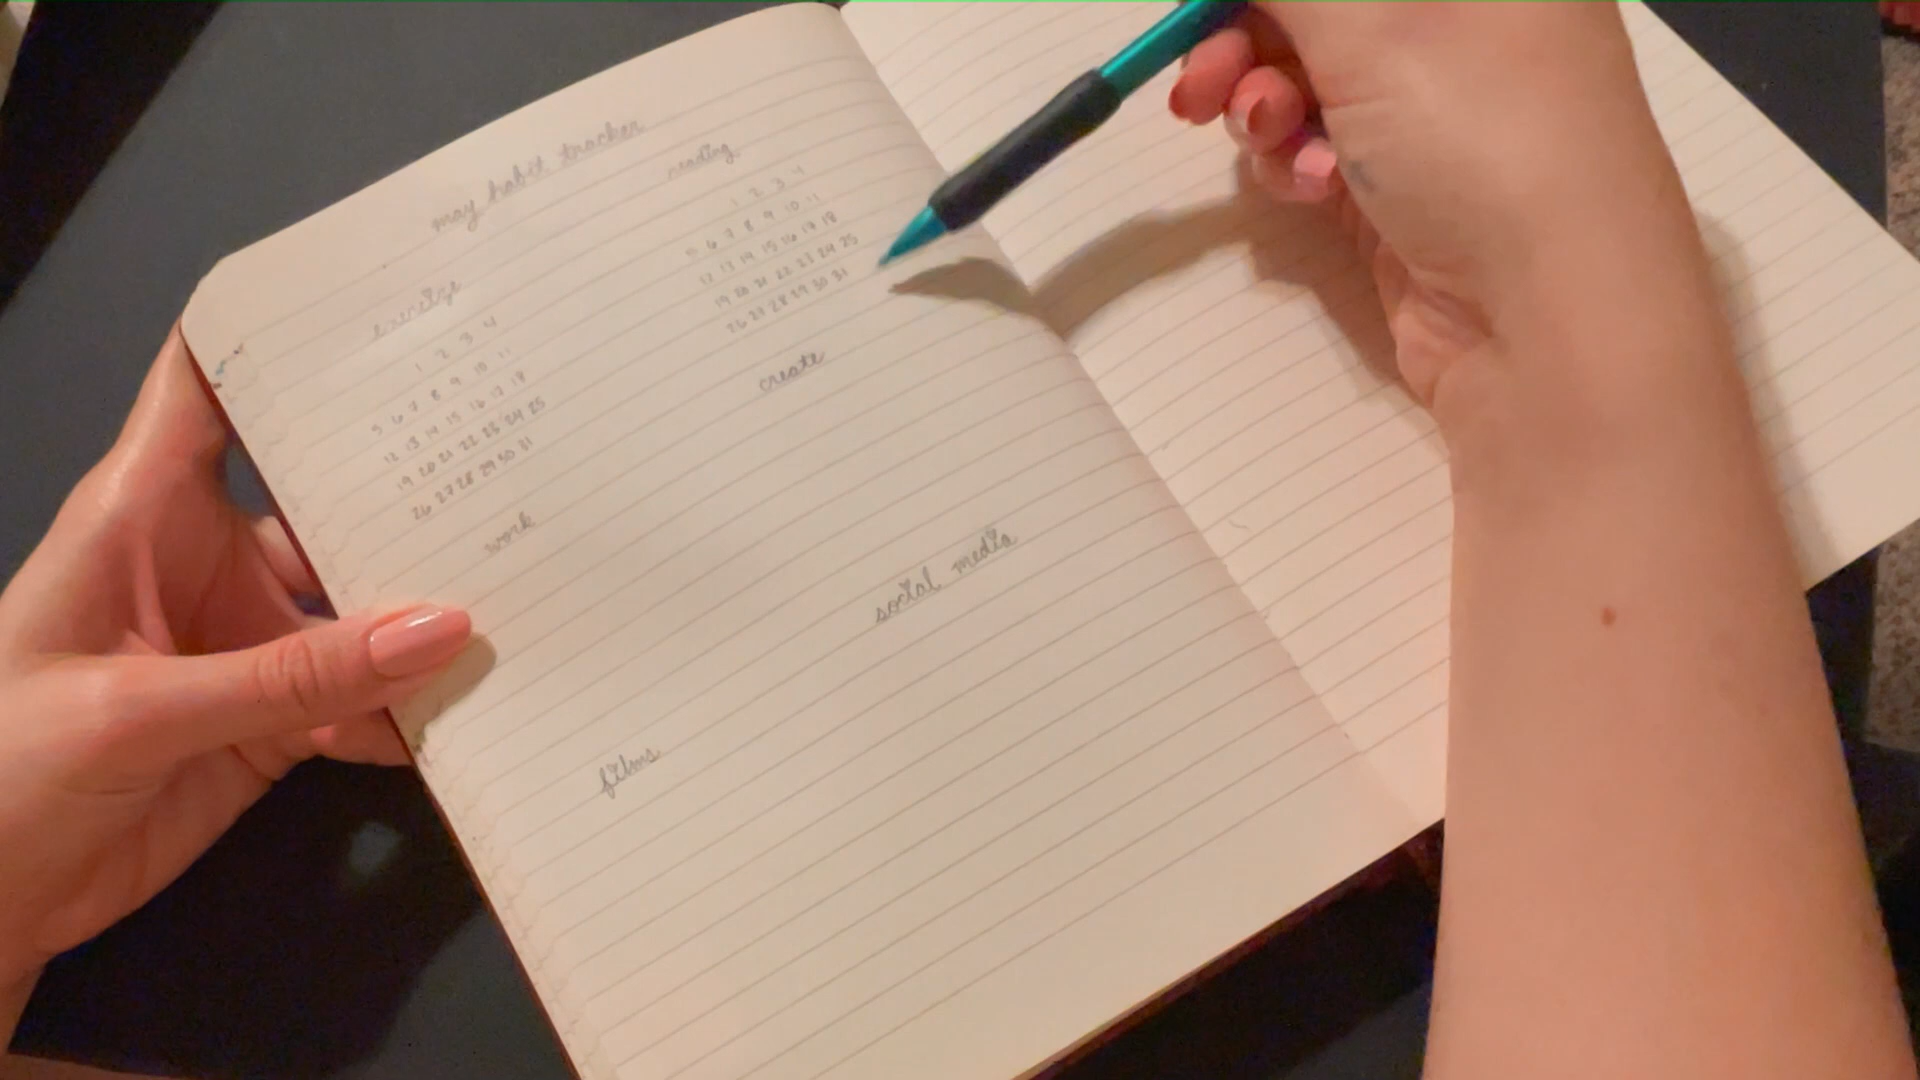 may habit tracker
exercise
1 2 3 4
5 6 7 8 9 10 11
12 13 14 15 16 17 18
19 20 21 22 23 24 25
26 27 28 29 30 31
reading
1 2 3 4
5 6 7 8 9 10 11
12 13 14 15 16 17 18
19 20 21 22 23 24 25
26 27 28 29 30 31
work
create
films
social media